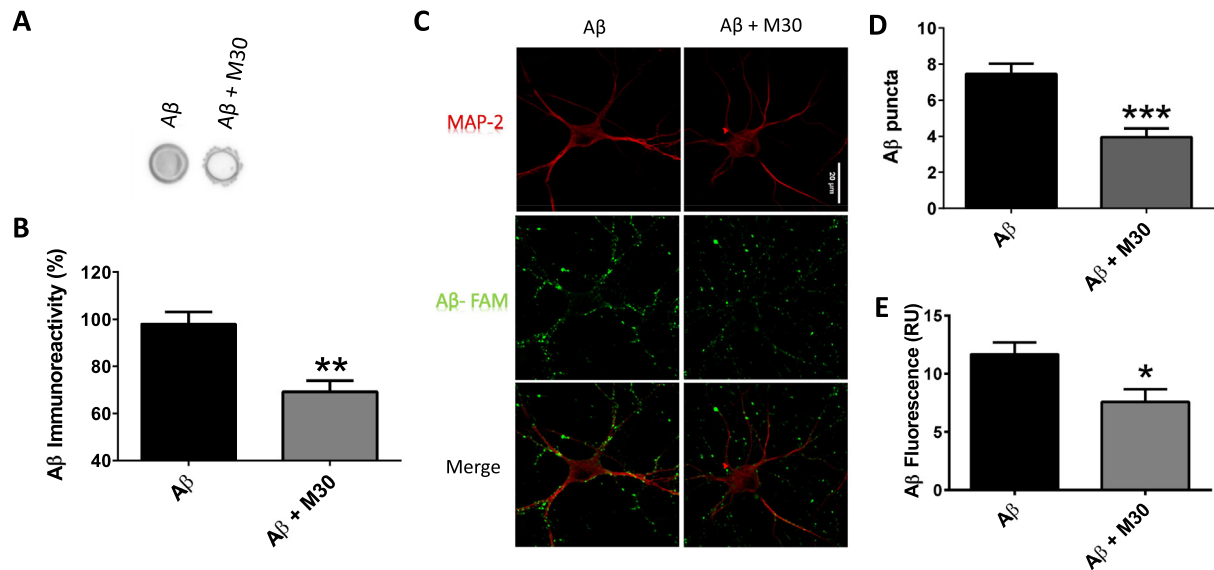 A
Aβ
Aβ + M30
B
Aβ Immunoreactivity (%)
120
100
80
60
40
**
Aβ
Aβ + M30
C
Aβ
Aβ + M30
MAP-2
20 µm
Aβ- FAM
Merge
D
Aβ puncta
8
6
4
2
0
***
Aβ
Aβ + M30
E
Aβ Fluorescence (RU)
15
10
5
0
*
Aβ
Aβ + M30